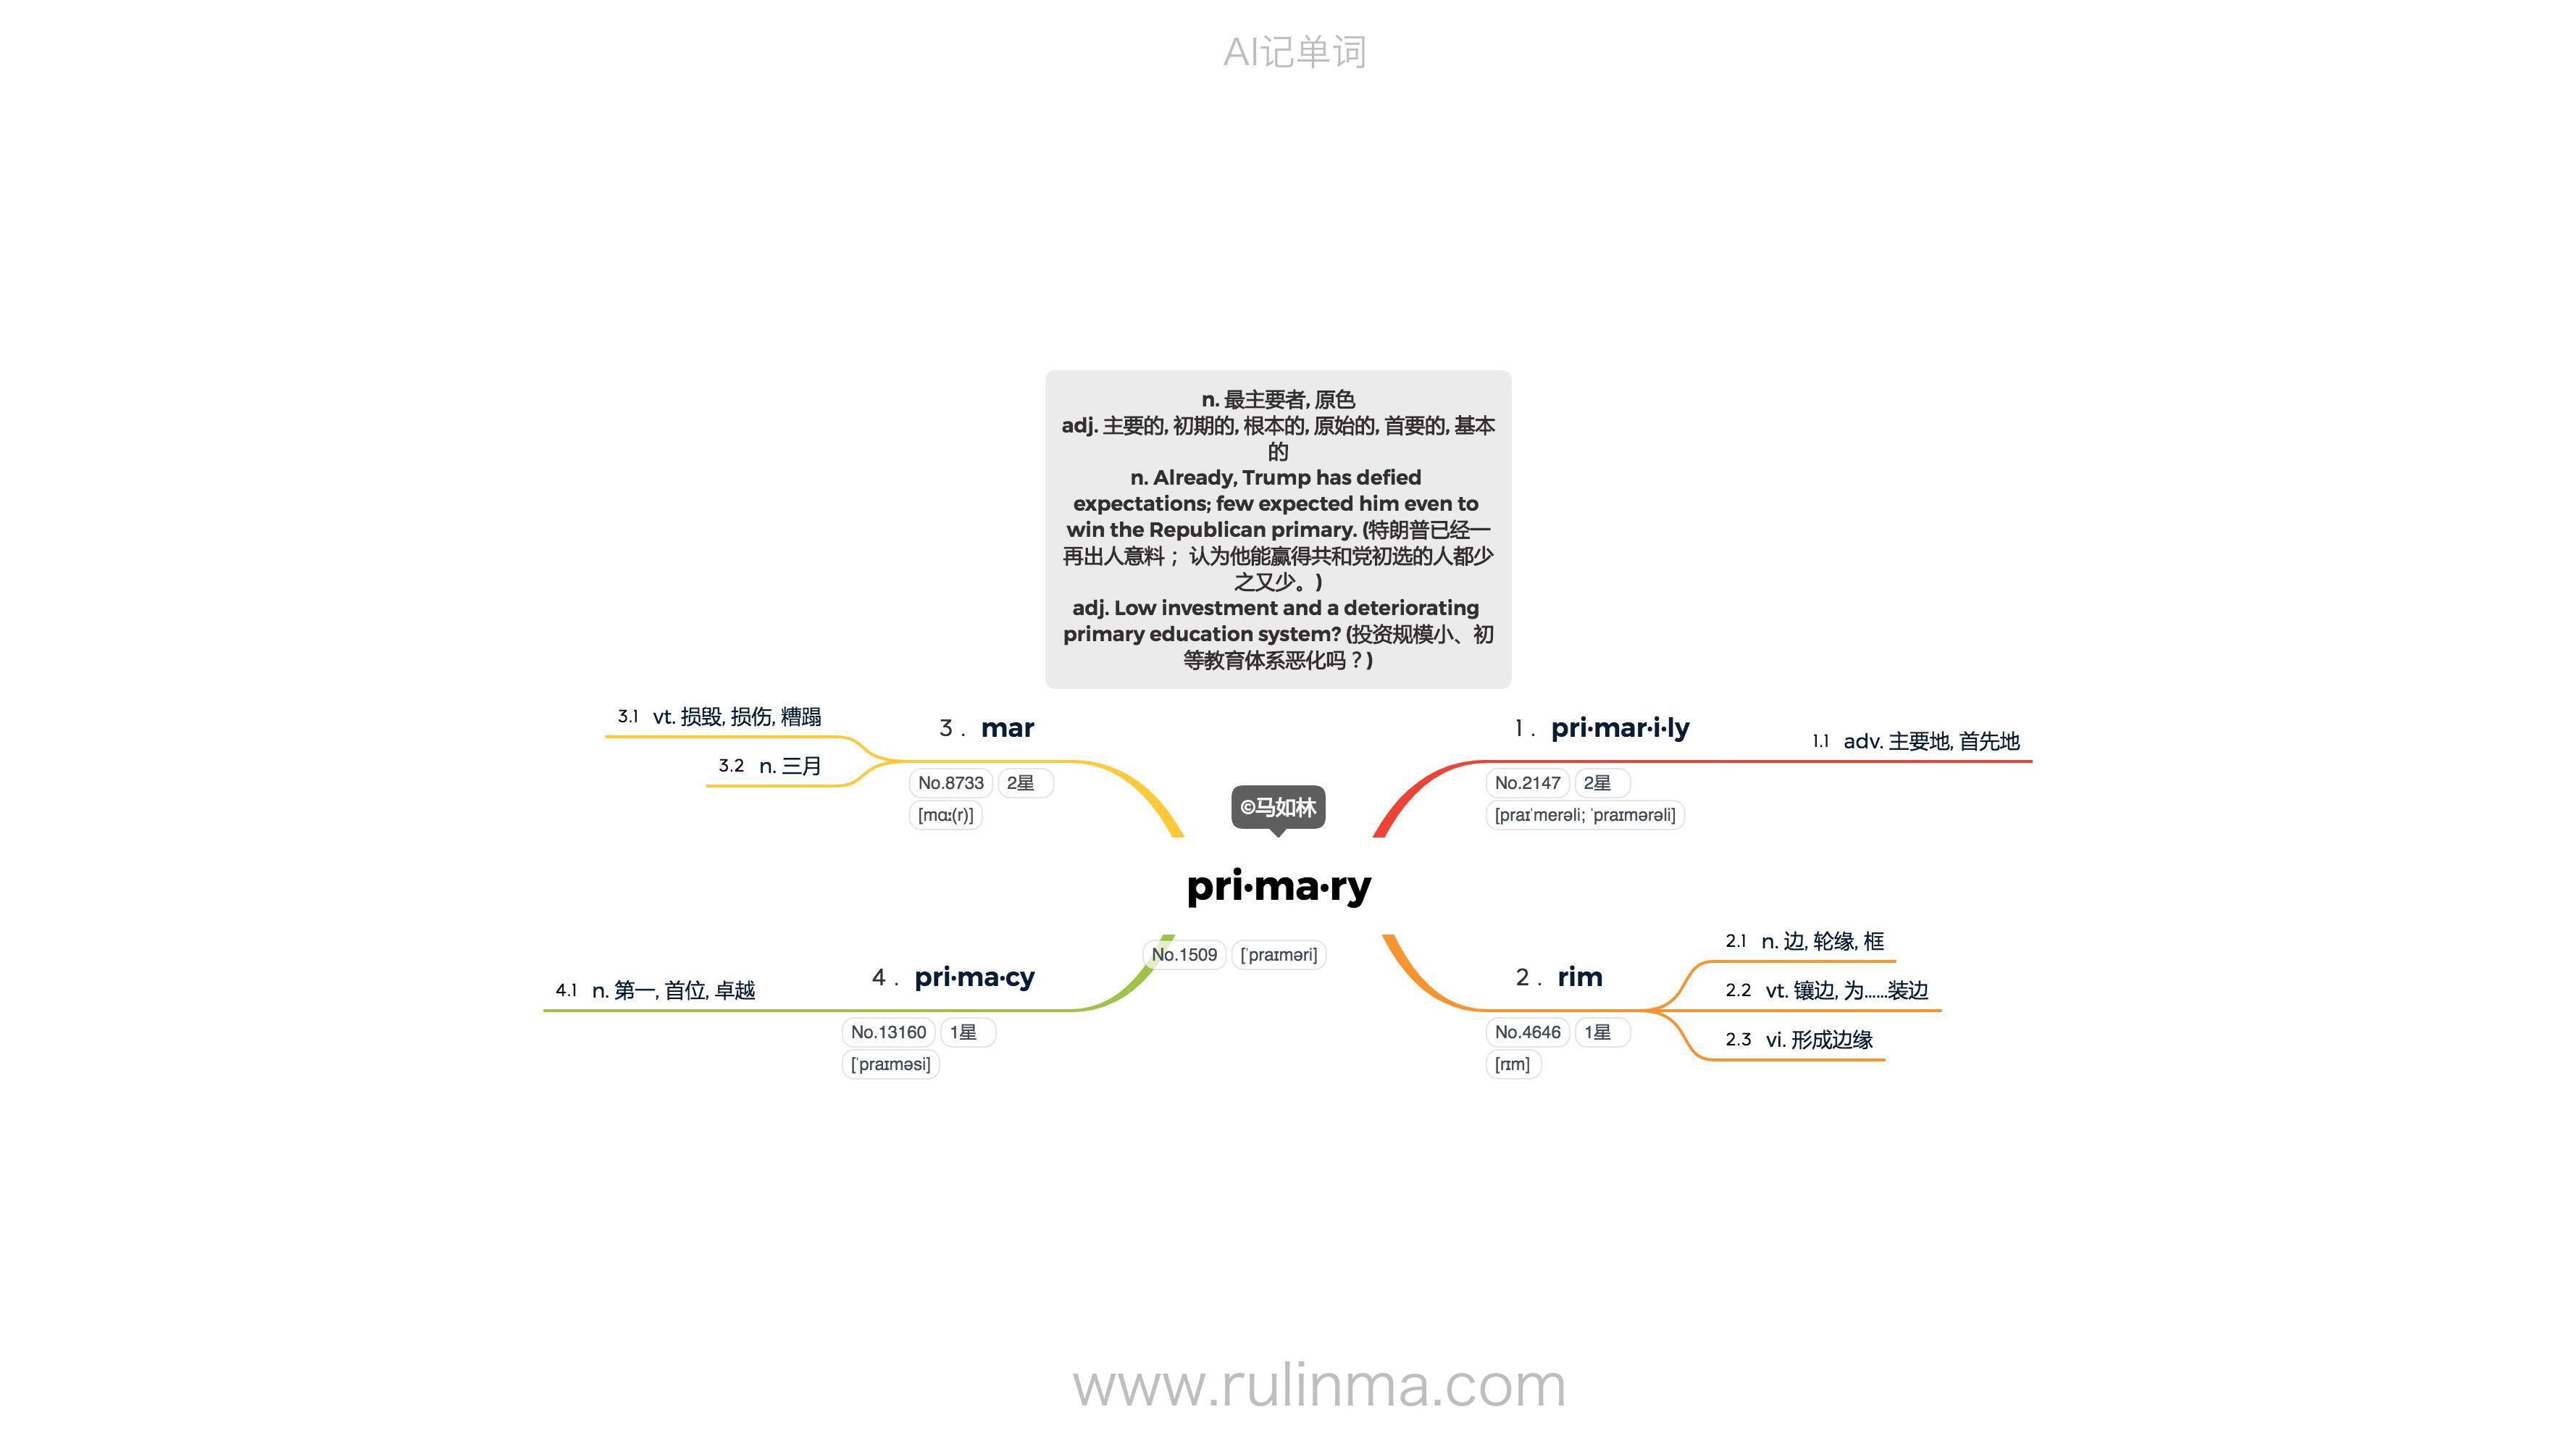 AI记单词
n. 最主要者, 原色
adj. 主要的, 初期的, 根本的, 原始的, 首要的, 基本
的
n. Already, Trump has defied
expectations; few expected him even to
win the Republican primary. (特朗普已经一
再出人意料； 认为他能赢得共和党初选的人都少
之又少。)
adj. Low investment and a deteriorating
primary education system? (投资规模小、初
等教育体系恶化吗？)
©马如林
pri·ma·ry
No.1509 [ˈpraɪməri]
1. pri·mar·i·ly
No.2147 2星
[praɪˈmerəli; ˈpraɪmərəli]
1.1 adv. 主要地, 首先地
2. rim
No.4646 1星
[rɪm]
2.1 n. 边, 轮缘, 框
2.2 vt. 镶边, 为……装边
2.3 vi. 形成边缘
3. mar
No.8733 2星
[mɑː(r)]
3.1 vt. 损毁, 损伤, 糟蹋
3.2 n. 三月
4. pri·ma·cy
No.13160 1星
[ˈpraɪməsi]
4.1 n. 第一, 首位, 卓越
www.rulinma.com